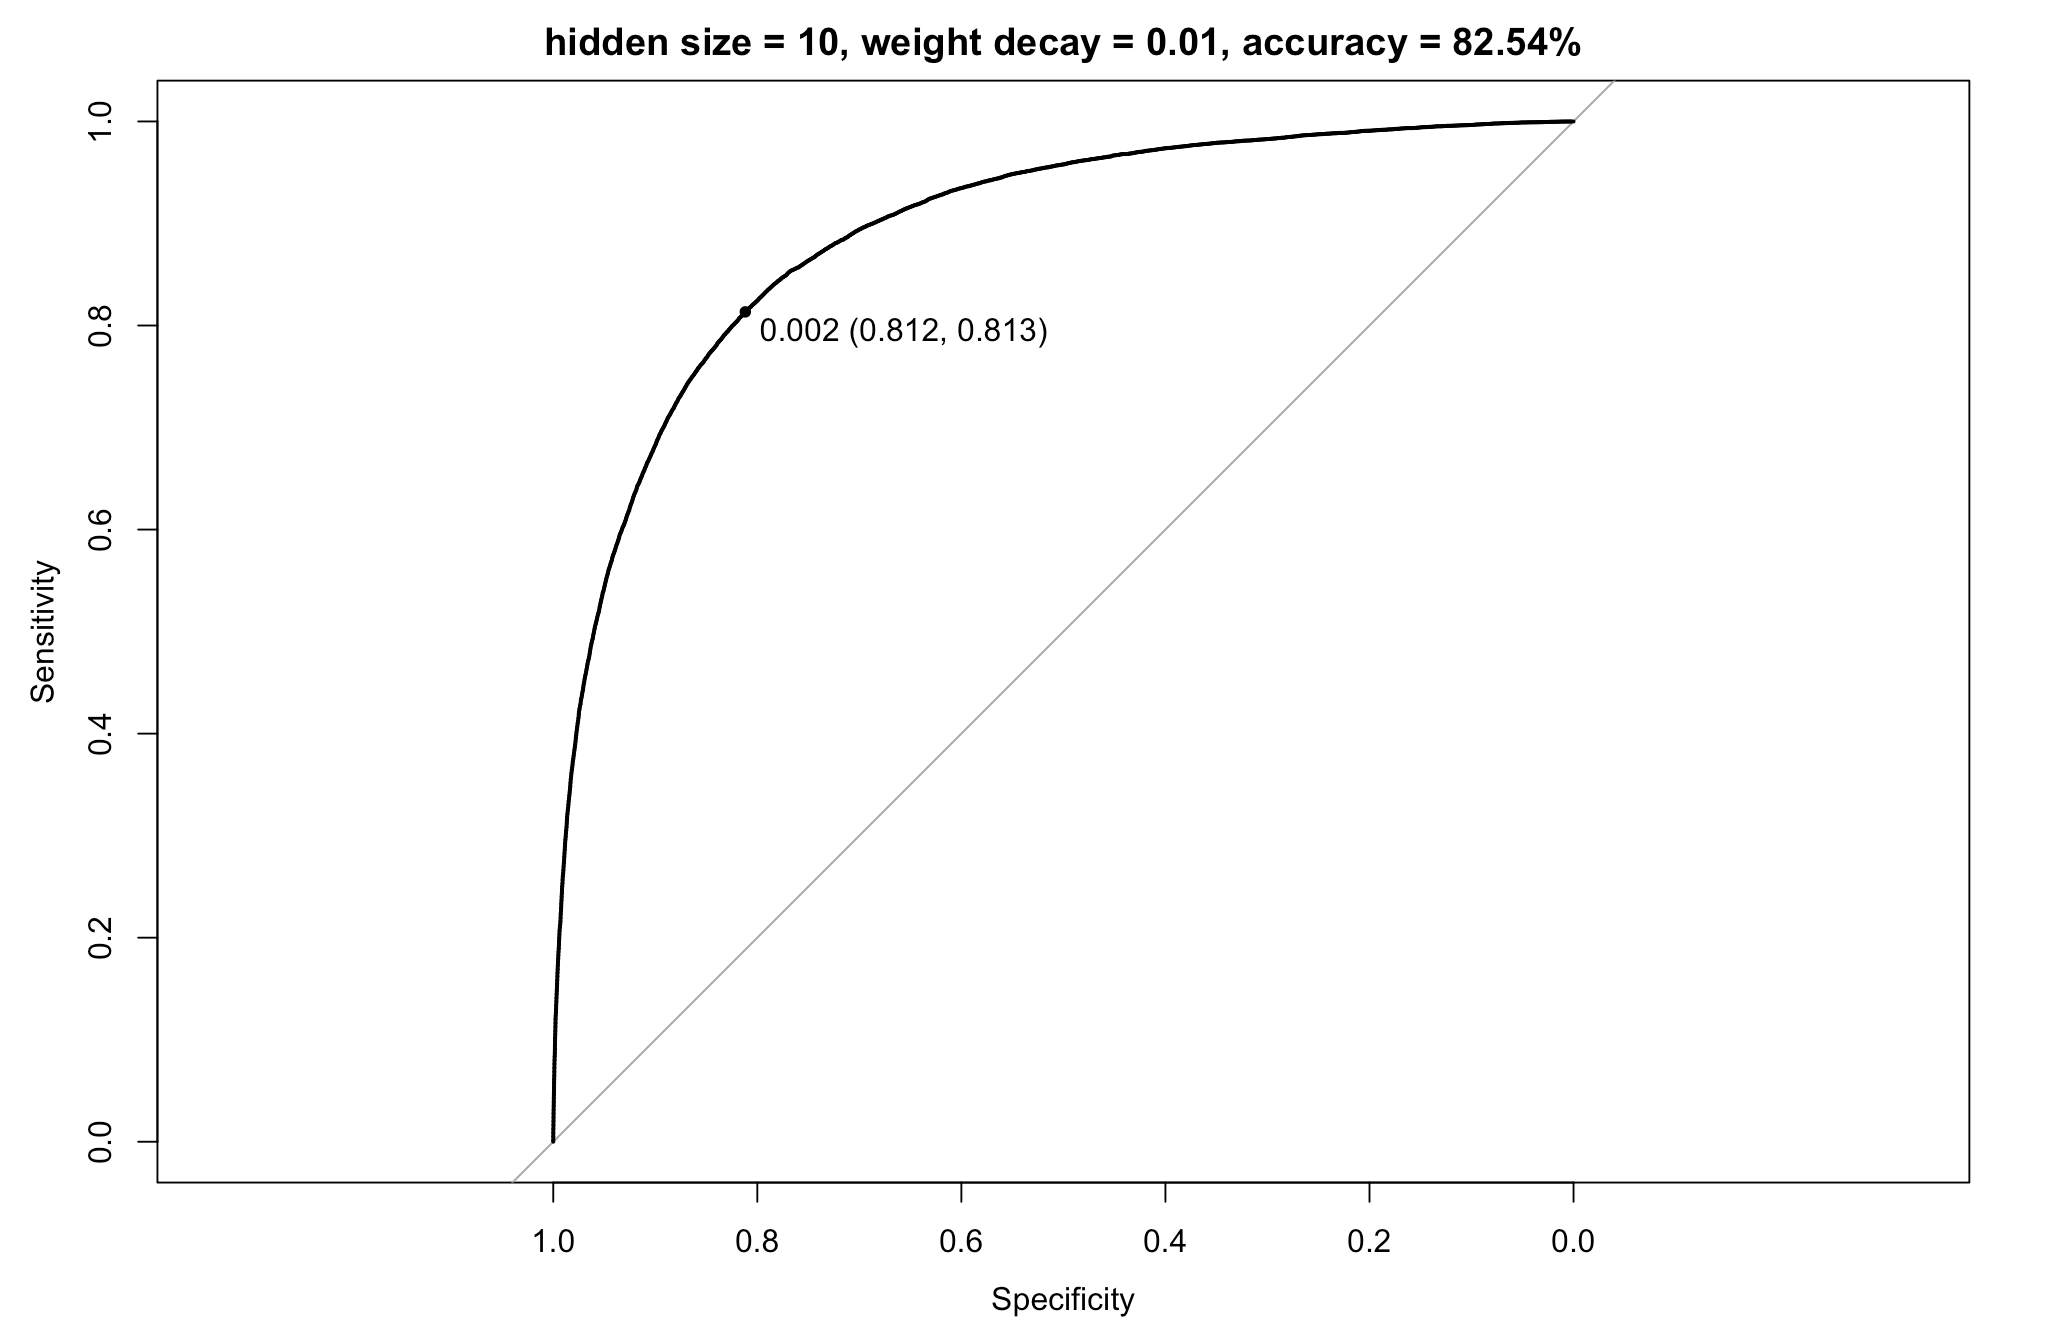 hidden size = 10, weight decay = 0.01, accuracy = 82.54%
1.0
0.8
0.6
0.4
0.2
0.0
Sensitivity
0.002 (0.812, 0.813)
1.0 0.8 0.6 0.4 0.2 0.0
Specificity